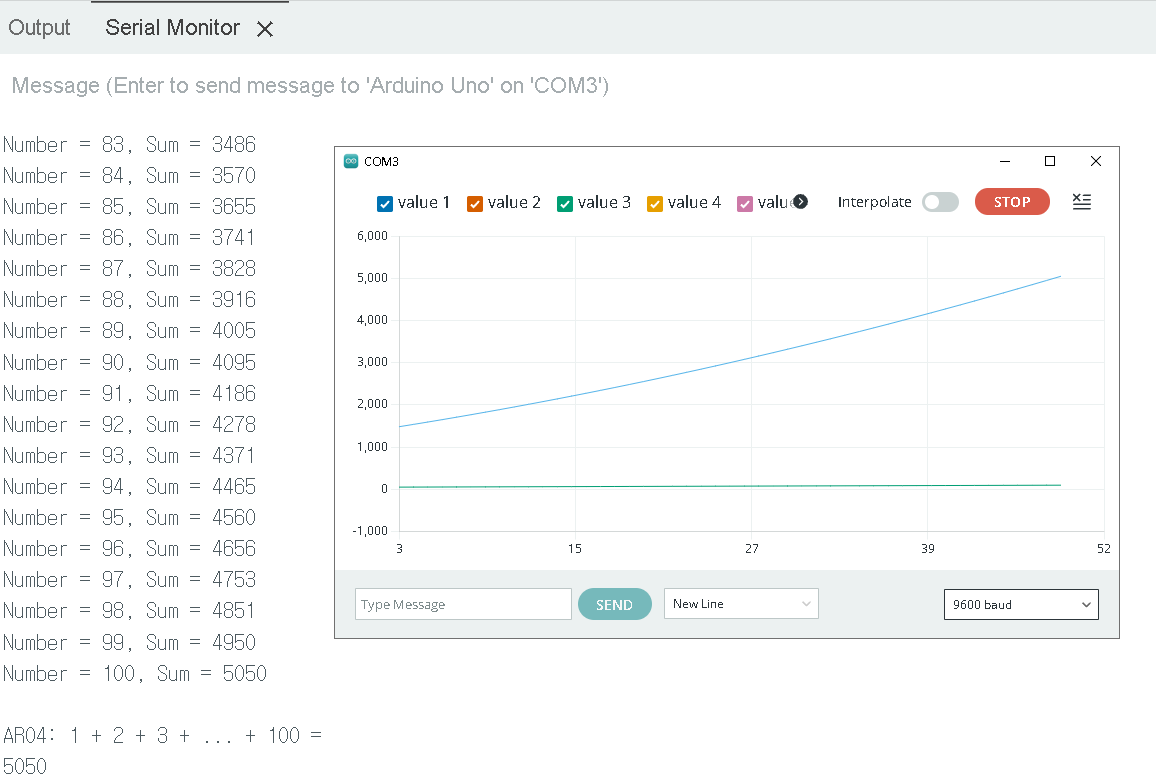 Output Serial Monitor
Message (Enter to send message to 'Arduino Uno' on 'COM3')
Number = 83, Sum = 3486
Number = 84, Sum = 3570
Number = 85, Sum = 3655
Number = 86, Sum = 3741
Number = 87, Sum = 3828
Number = 88, Sum = 3916
Number = 89, Sum = 4005
Number = 90, Sum = 4095
Number = 91, Sum = 4186
Number = 92, Sum = 4278
Number = 93, Sum = 4371
Number = 94, Sum = 4465
Number = 95, Sum = 4560
Number = 96, Sum = 4656
Number = 97, Sum = 4753
Number = 98, Sum = 4851
Number = 99, Sum = 4950
Number = 100, Sum = 5050
AR04: 1 + 2 + 3 + ... + 100 =
5050
COM3
value 1 value 2 value 3 value 4 valu Interpolate STOP
6,000
5,000
4,000
3,000
2,000
1,000
0
-1,000
3 15 27 39 52
Type Message SEND New Line 9600 baud